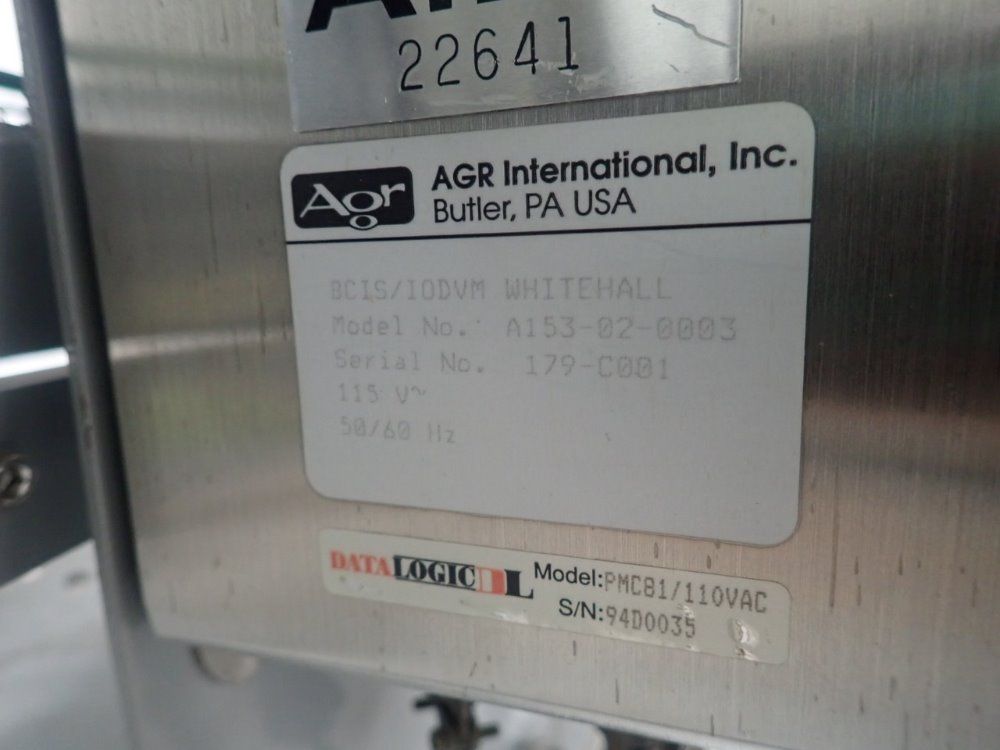 22641
Agr
AGR International, Inc.
Butler, PA USA
BCIS/IODVM WHITEHALL
Model No. A153-02-0003
Serial No. 179-C001
115 V~
50/60 Hz
DATALOGIC L Model:PMC81/110VAC
S/N:94D0035